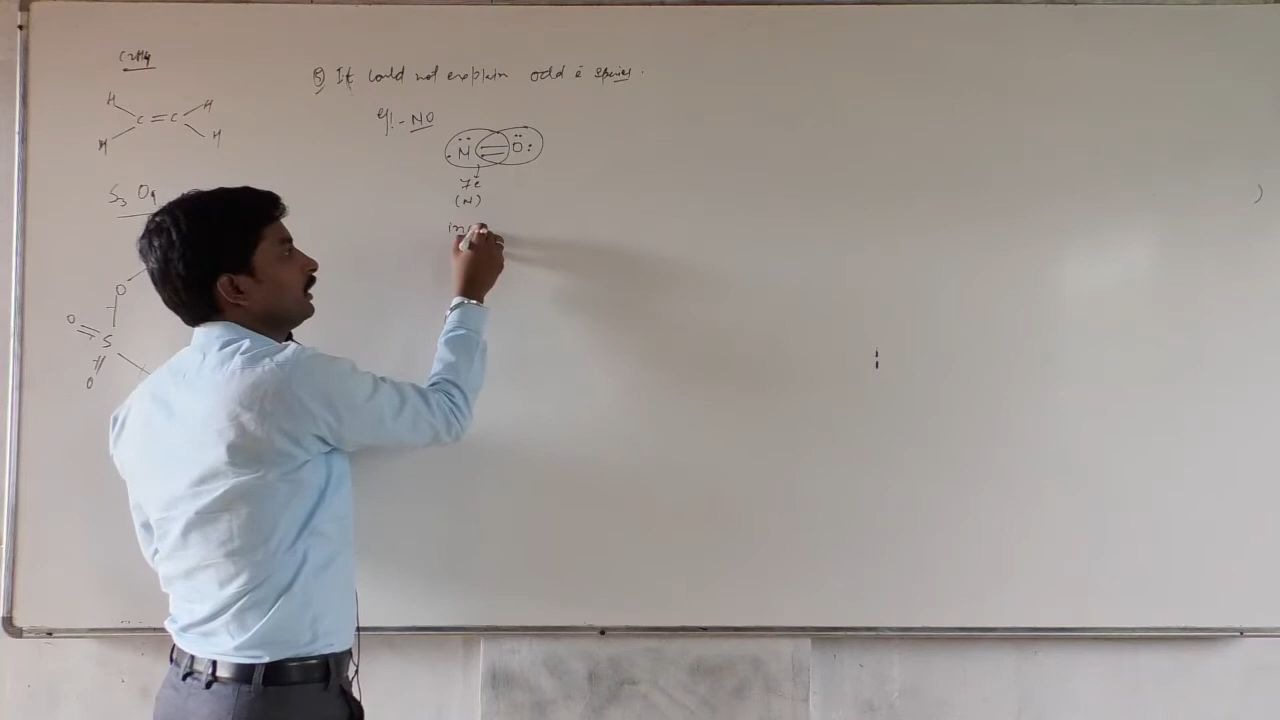 C2H4
H H
C = C
H H
S3 O9
O
O
S
O
5) It could not explain odd e species.
Eg:- NO
N = O
7e
(N)
)